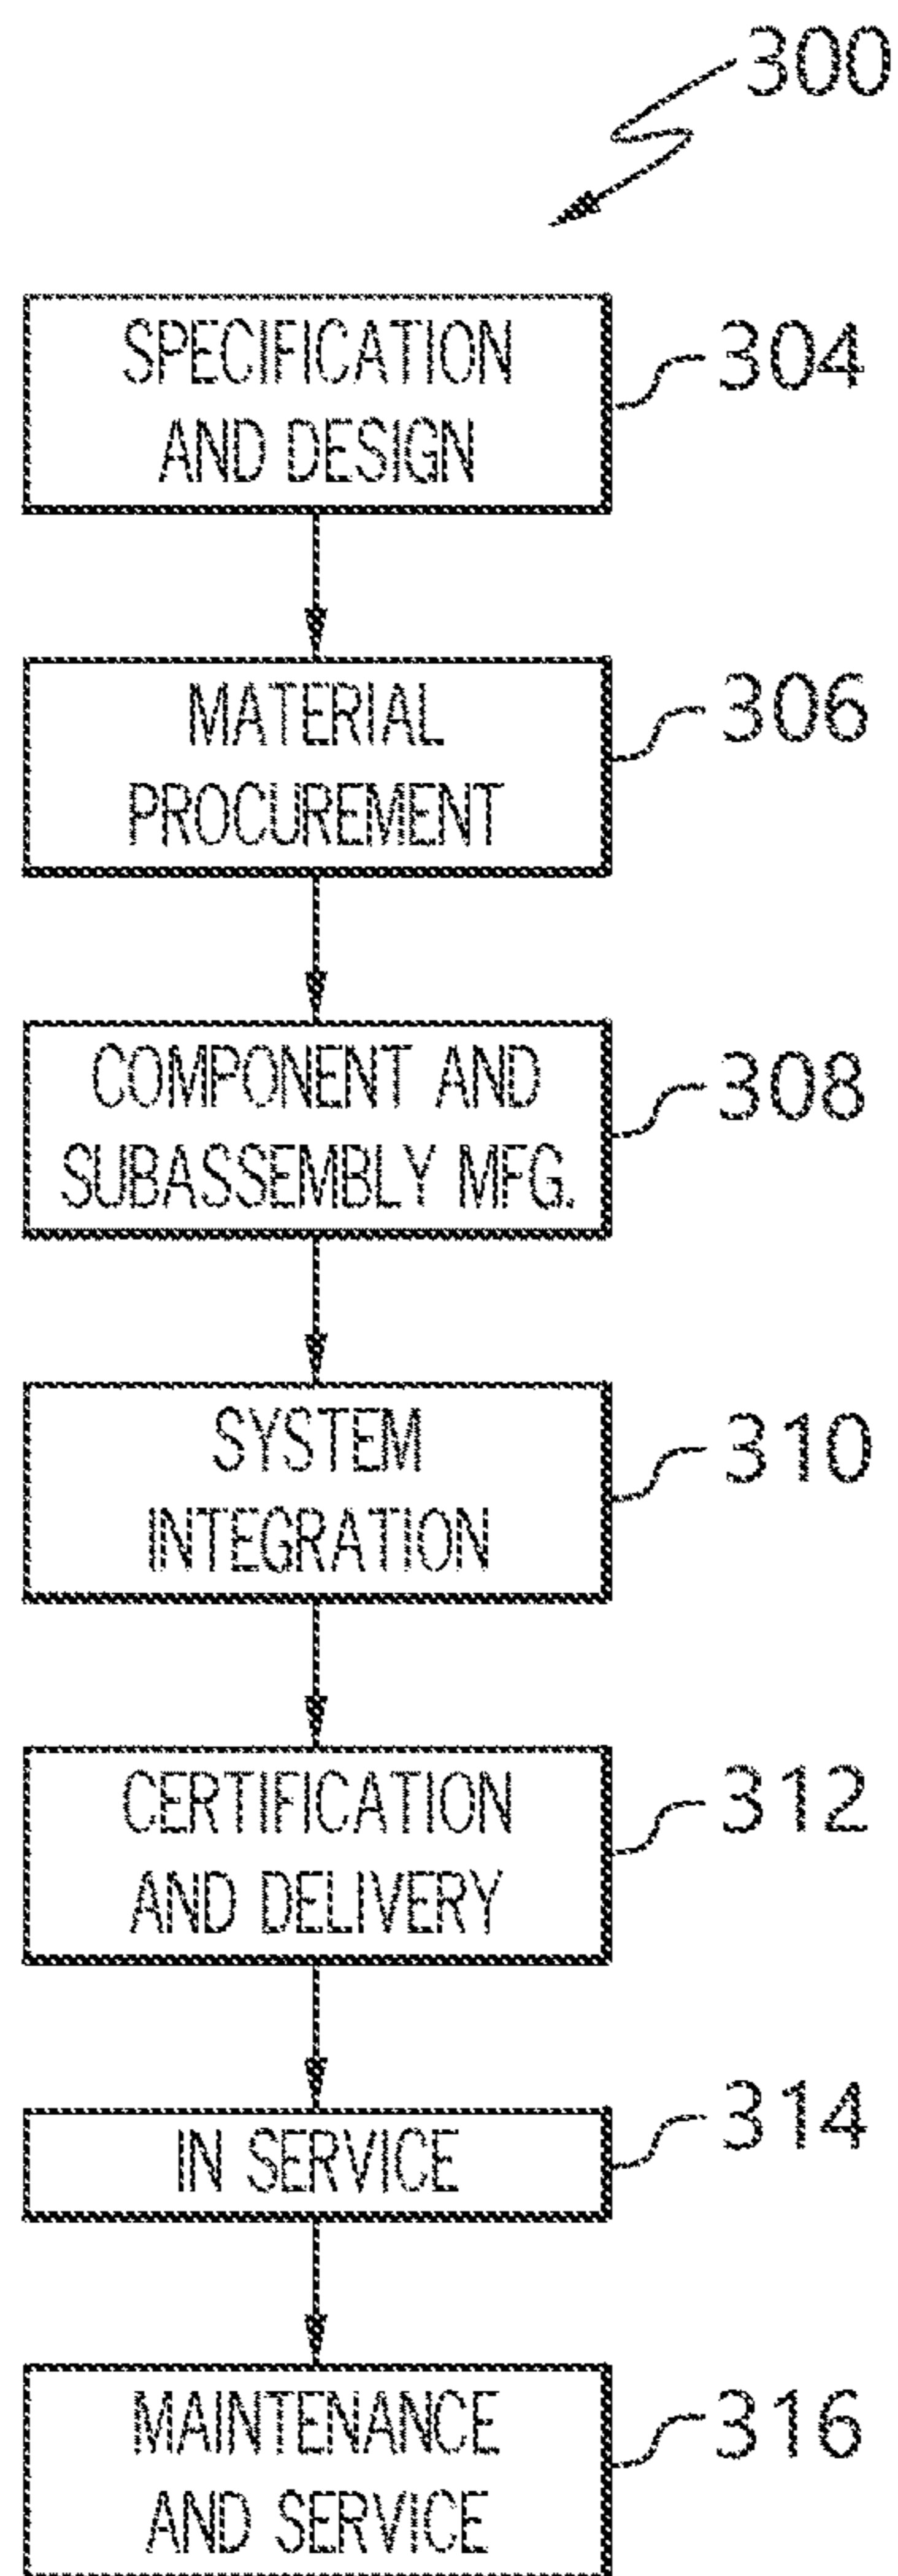 300
SPECIFICATION
AND DESIGN
304
MATERIAL
PROCUREMENT
306
COMPONENT AND
SUBASSEMBLY MFG.
308
SYSTEM
INTEGRATION
310
CERTIFICATION
AND DELIVERY
312
IN SERVICE
314
MAINTENANCE
AND SERVICE
316